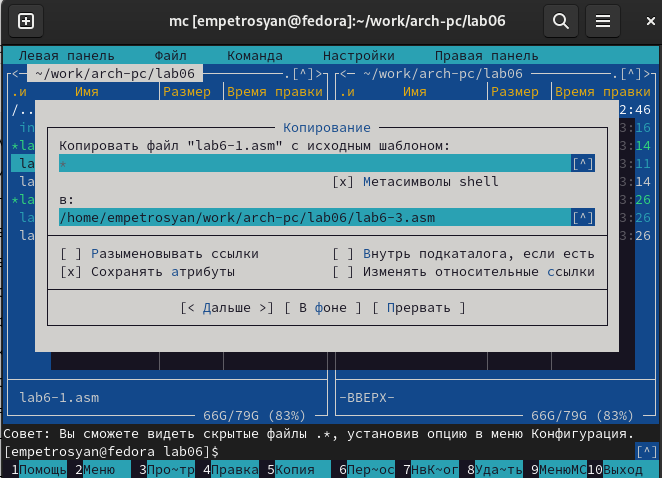 mc [empetrosyan@fedora]:~/work/arch-pc/lab06
Левая панель Файл Команда Настройки Правая панель
<─ ~/work/arch-pc/lab06 .[^]> <─ ~/work/arch-pc/lab06 .[^]>
.и Имя Размер Время правки .и Имя Размер Время правки
/.. 2:46
Копирование
in 3:16
Копировать файл "lab6-1.asm" с исходным шаблоном:
*la 3:14
* [^]
la 3:11
[x] Метасимволы shell
la 3:14
в:
*la 3:26
/home/empetrosyan/work/arch-pc/lab06/lab6-3.asm [^]
la 3:26
la 3:26
[ ] Разыменовывать ссылки [ ] Внутрь подкаталога, если есть
[x] Сохранять атрибуты [ ] Изменять относительные ссылки
[< Дальше >] [ В фоне ] [ Прервать ]
lab6-1.asm -ВВЕРХ-
66G/79G (83%) 66G/79G (83%)
Совет: Вы сможете видеть скрытые файлы .*, установив опцию в меню Конфигурация.
[empetrosyan@fedora lab06]$ [^]
1Помощь 2Меню 3Про~тр 4Правка 5Копия 6Пер~ос 7НвК~ог 8Уда~ть 9МенюMC 10Выход